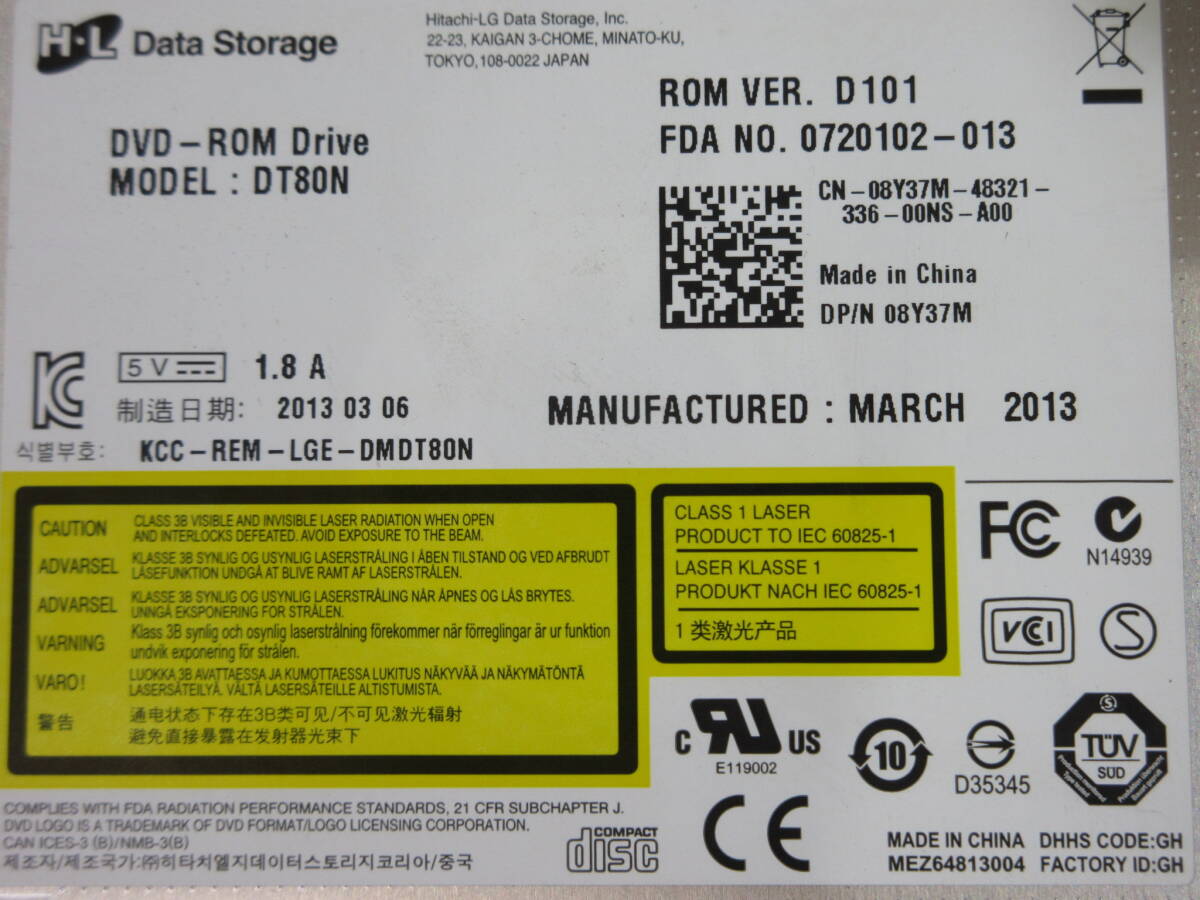 H·L Data Storage
Hitachi-LG Data Storage, Inc.
22-23, KAIGAN 3-CHOME, MINATO-KU,
TOKYO, 108-0022 JAPAN
DVD-ROM Drive
MODEL : DT80N
ROM VER. D101
FDA NO. 0720102-013
CN-08Y37M-48321-
336-00NS-A00
Made in China
DP/N 08Y37M
5 V 1.8 A
制造日期: 2013 03 06
식별부호: KCC-REM-LGE-DMDT80N
MANUFACTURED : MARCH 2013
CAUTION CLASS 3B VISIBLE AND INVISIBLE LASER RADIATION WHEN OPEN
AND INTERLOCKS DEFEATED. AVOID EXPOSURE TO THE BEAM.
ADVARSEL KLASSE 3B SYNLIG OG USYNLIG LASERSTRÅLING I ÅBEN TILSTAND OG VED AFBRUDT
LÅSEFUNKTION UNDGÅ AT BLIVE RAMT AF LASERSTRÅLEN.
ADVARSEL KLASSE 3B SYNLIG OG USYNLIG LASERSTRÅLING NÅR ÅPNES OG LÅS BRYTES.
UNNGÅ EKSPONERING FOR STRÅLEN.
VARNING Klass 3B synlig och osynlig laserstrålning förekommer när förreglingar är ur funktion
undvik exponering för strålen.
VARO! LUOKKA 3B AVATTAESSA JA KUMOTTAESSA LUKITUS NÄKYVÄÄ JA NÄKYMÄTÖNTÄ
LASERSÄTEILYÄ. VÄLTÄ LASERSÄTEILLE ALTISTUMISTA.
警告 通电状态下存在3B类可见/不可见激光辐射
避免直接暴露在发射器光束下
CLASS 1 LASER
PRODUCT TO IEC 60825-1
LASER KLASSE 1
PRODUKT NACH IEC 60825-1
1 类激光产品
FC
N14939
VCCI
S
c RU US
E119002
10
D35345
TÜV
SÜD
COMPLIES WITH FDA RADIATION PERFORMANCE STANDARDS, 21 CFR SUBCHAPTER J.
DVD LOGO IS A TRADEMARK OF DVD FORMAT/LOGO LICENSING CORPORATION.
CAN ICES-3 (B)/NMB-3(B)
제조자/제조국가:㈜히타치엘지데이터스토리지코리아/중국
COMPACT
disc
CE
MADE IN CHINA DHHS CODE:GH
MEZ64813004 FACTORY ID:GH